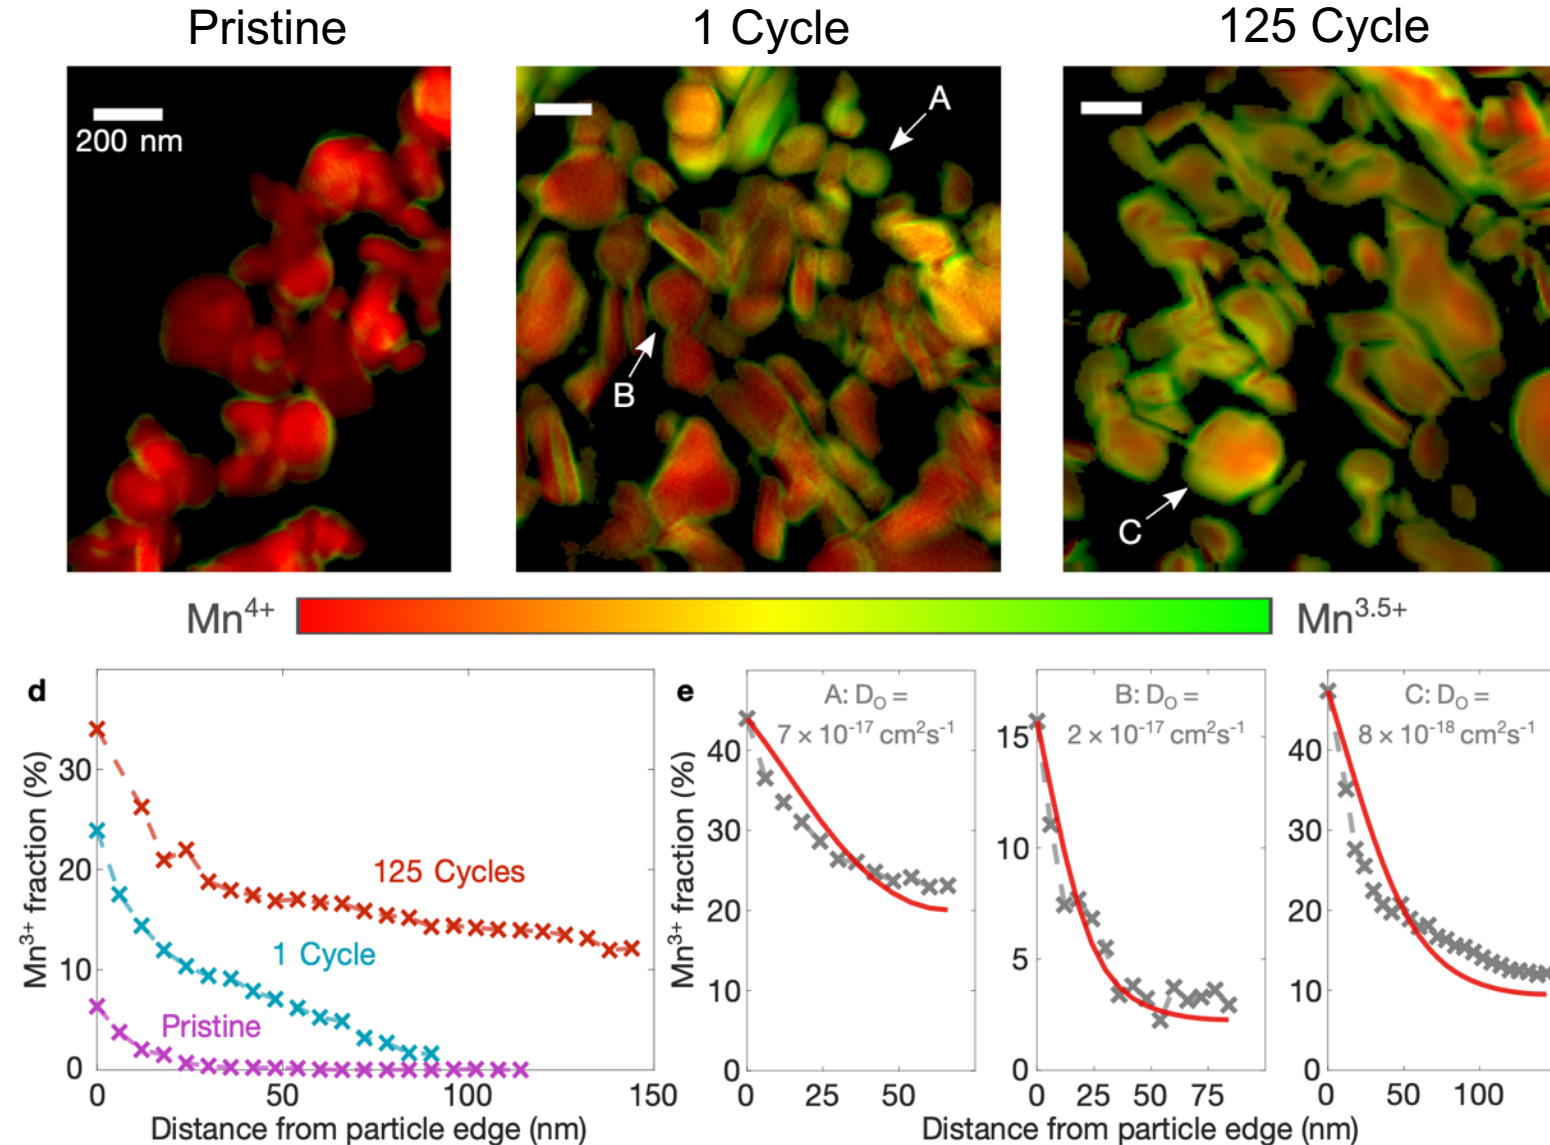 Pristine
1 Cycle
125 Cycle
200 nm
A
B
C
Mn⁴⁺
Mn³·⁵⁺
d
Mn³⁺ fraction (%)
30
20
10
0
125 Cycles
1 Cycle
Pristine
0 50 100 150
Distance from particle edge (nm)
e
Mn³⁺ fraction (%)
A: D_O =
7 × 10⁻¹⁷ cm²s⁻¹
40
30
20
10
0
0 25 50
B: D_O =
2 × 10⁻¹⁷ cm²s⁻¹
15
10
5
0
0 25 50 75
C: D_O =
8 × 10⁻¹⁸ cm²s⁻¹
40
30
20
10
0
0 50 100
Distance from particle edge (nm)